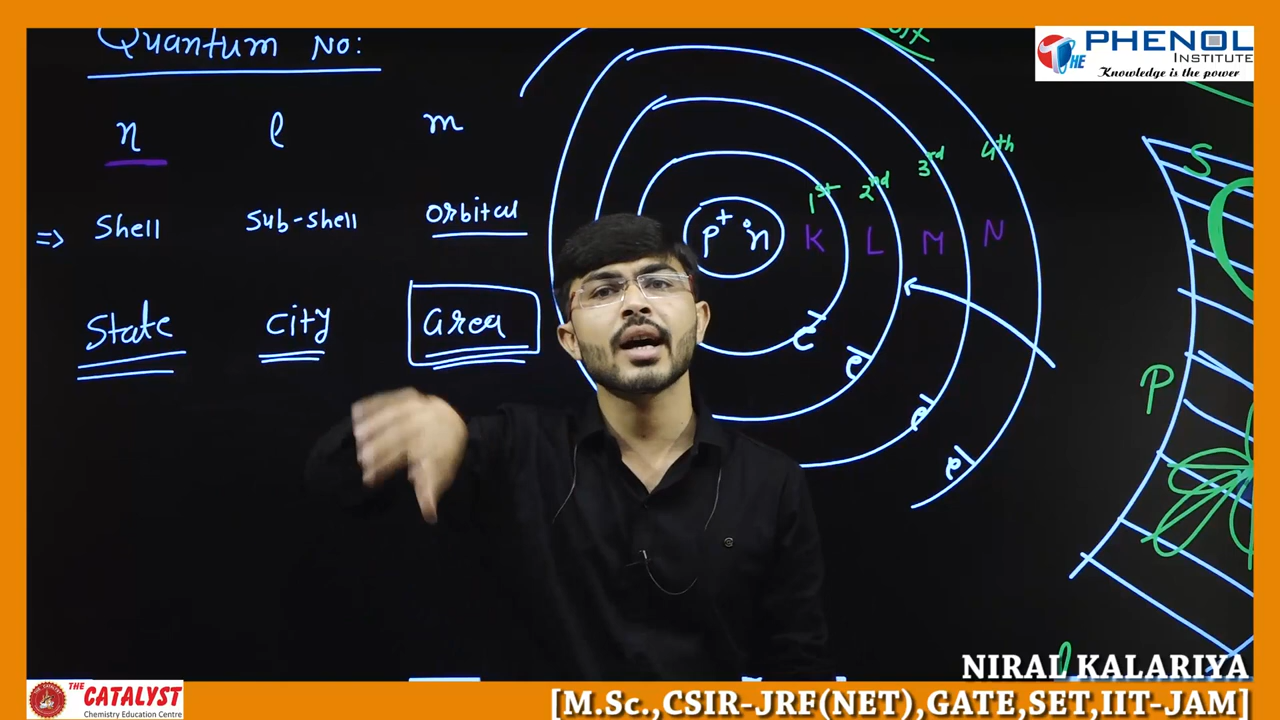 Quantum No:
n l m
=> Shell Sub-shell orbital
State City area
p+ n
1st 2nd 3rd 4th
K L M N
e e e e
S
P
THE PHENOL
INSTITUTE
Knowledge is the power
THE CATALYST
Chemistry Education Centre
NIRAL KALARIYA
[M.Sc.,CSIR-JRF(NET),GATE,SET,IIT-JAM]